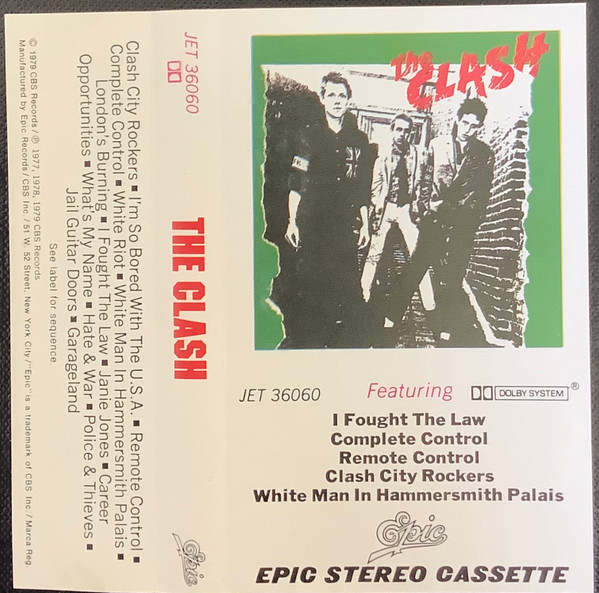 The CLASH
JET 36060
Featuring
DOLBY SYSTEM ®
I Fought The Law
Complete Control
Remote Control
Clash City Rockers
White Man In Hammersmith Palais
Epic
EPIC STEREO CASSETTE
JET 36060
THE CLASH
Epic
Clash City Rockers ■ I'm So Bored With The U.S.A. ■ Remote Control ■
Complete Control ■ White Riot ■ White Man In Hammersmith Palais ■
London's Burning ■ I Fought The Law ■ Janie Jones ■ Career
Opportunities ■ What's My Name ■ Hate & War ■ Police & Thieves ■
Jail Guitar Doors ■ Garageland
See label for sequence
© 1979 CBS Records/℗ 1977, 1978, 1979 CBS Records
Manufactured by Epic Records/CBS Inc./51 W. 52 Street, New York City/"Epic" is a trademark of CBS Inc./Marca Reg.